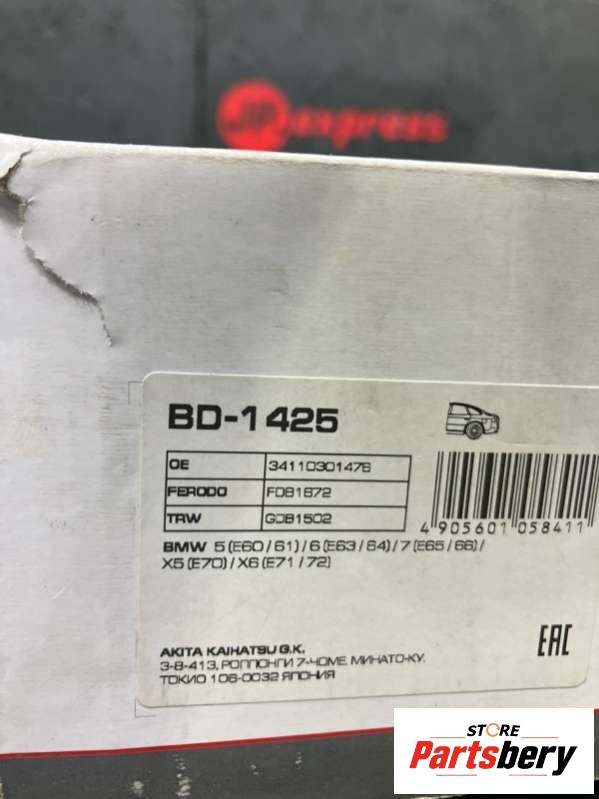 express
BD-1425
OE 34110301476
FERODO FDB1672
TRW GDB1502
4 905601 058411
BMW 5 (E60/61)/6 (E63/64)/7 (E65/66)/
X5 (E70)/X6 (E71/72)
EAC
AKITA KAIHATSU G.K.
3-8-413, РОППОНГИ 7-ЧОМЕ, МИНАТО-КУ,
ТОКИО 106-0032 ЯПОНИЯ
STORE
Partsbery